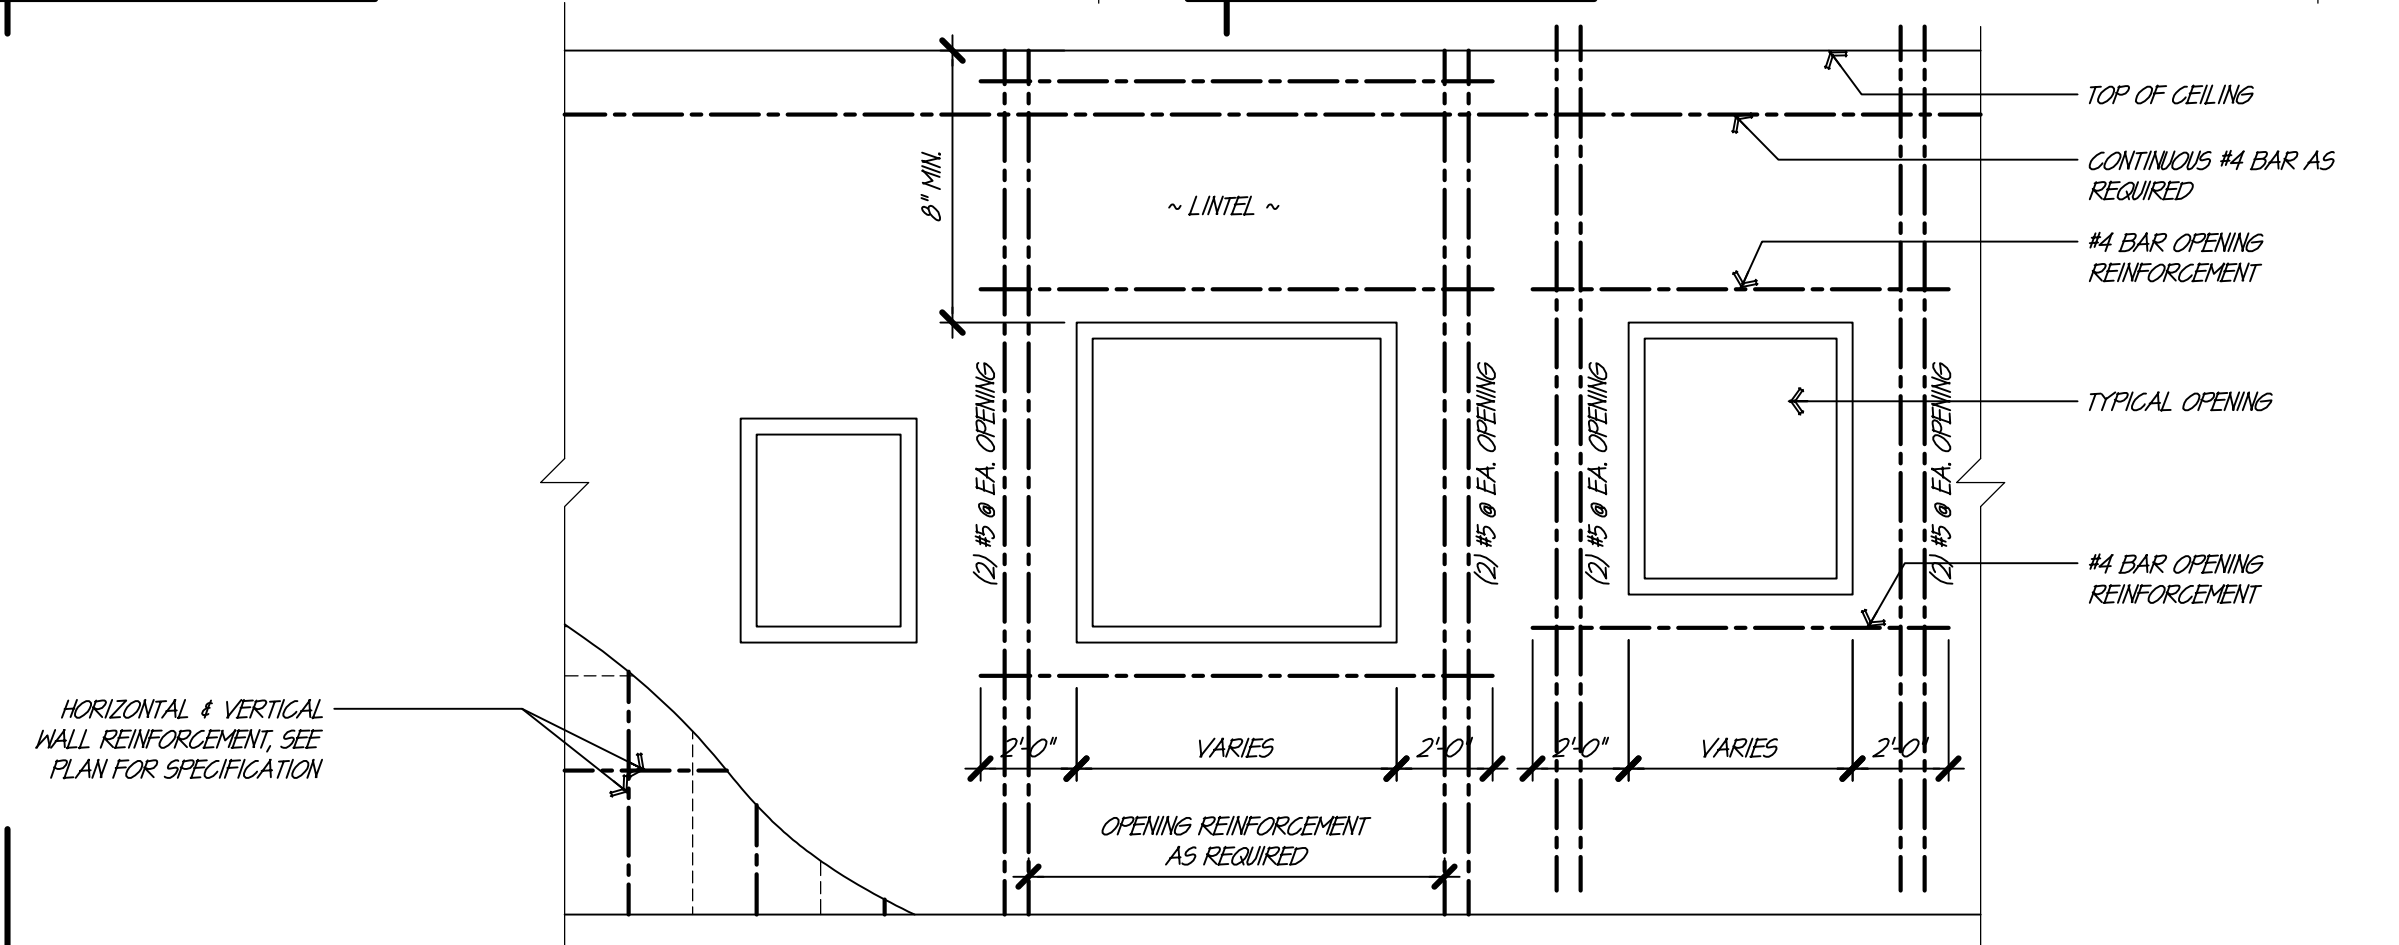 TOP OF CEILING
CONTINUOUS #4 BAR AS
REQUIRED
8" MIN.
~ LINTEL ~
#4 BAR OPENING
REINFORCEMENT
(2) #5 @ EA. OPENING
(2) #5 @ EA. OPENING
(2) #5 @ EA. OPENING
(2) #5 @ EA. OPENING
TYPICAL OPENING
#4 BAR OPENING
REINFORCEMENT
HORIZONTAL & VERTICAL
WALL REINFORCEMENT, SEE
PLAN FOR SPECIFICATION
2'-0"
VARIES
2'-0"
2'-0"
VARIES
2'-0"
OPENING REINFORCEMENT
AS REQUIRED